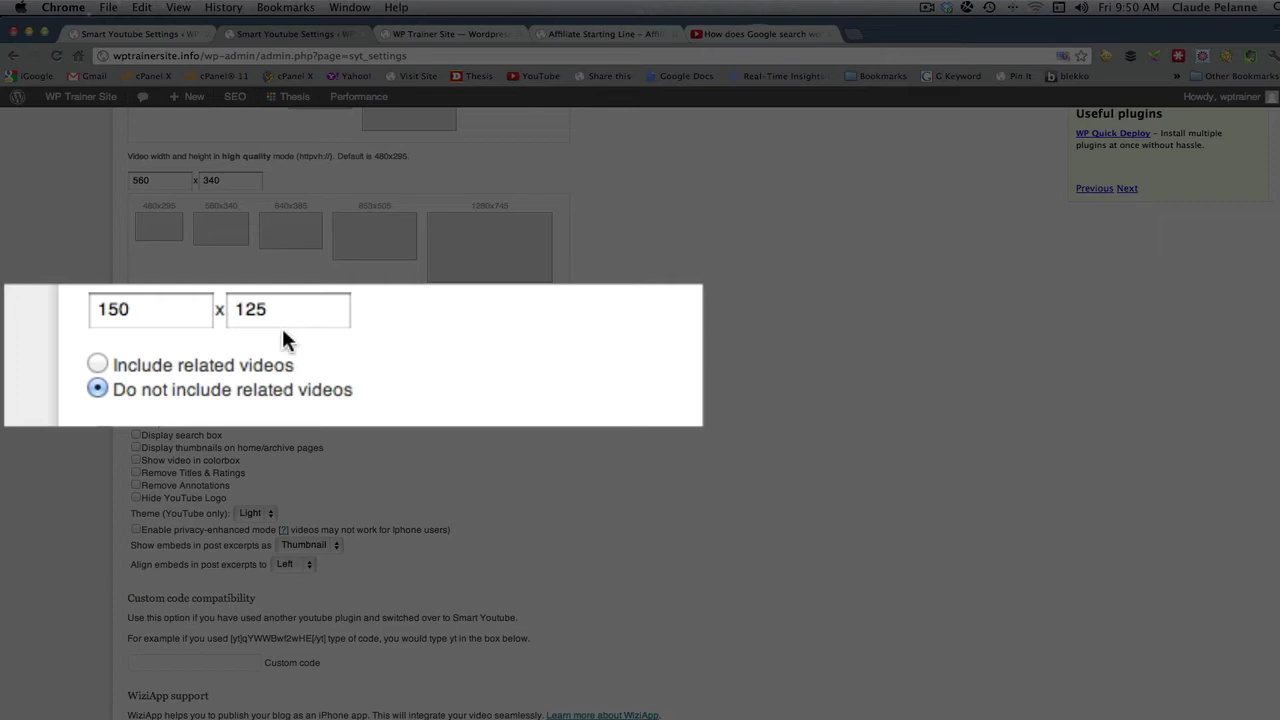 Chrome File Edit View History Bookmarks Window Help Fri 9:50 AM Claude Pelanne
Smart Youtube Settings ‹ WP Smart Youtube Settings ‹ WP WP Trainer Site — Wordpress Affiliate Starting Line – Affil How does Google search wo
wptrainersite.info/wp-admin/admin.php?page=syt_settings
Google Gmail cPanel X cPanel® 11 cPanel X Yahoo! Visit Site Thesis YouTube Share this Google Docs Real-Time Insights Bookmarks G Keyword Pin It blekko » Other Bookmarks
WP Trainer Site + New SEO Thesis Performance Howdy, wptrainer
Useful plugins
WP Quick Deploy - Install multiple
plugins at once without hassle.
Previous Next
Video width and height in high quality mode (httpvh://). Default is 480x295.
560 x 340
480x295 560x340 640x385 853x505 1280x745
150 x 125
Include related videos
Do not include related videos
Display search box
Display thumbnails on home/archive pages
Show video in colorbox
Remove Titles & Ratings
Remove Annotations
Hide YouTube Logo
Theme (YouTube only): Light
Enable privacy-enhanced mode [?] videos may not work for Iphone users)
Show embeds in post excerpts as Thumbnail
Align embeds in post excerpts to Left
Custom code compatibility
Use this option if you have used another youtube plugin and switched over to Smart Youtube.
For example if you used [yt]qYWWBwf2wHE[/yt] type of code, you would type yt in the box below.
Custom code
WiziApp support
WiziApp helps you to publish your blog as an iPhone app. This will integrate your video seamlessly. Learn more about WiziApp.